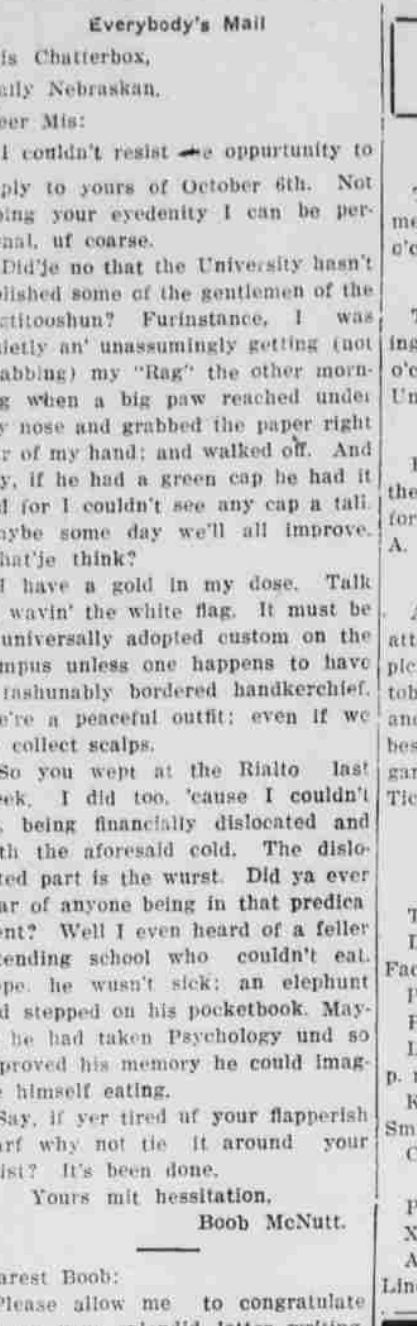 Everybody's Mail
is Chatterbox,
aily Nebraskan,
eer Mis:
I couldn't resist oppurtunity to
ply to yours of October 6th. Not
ing your eyedenity I can be per-
nal, uf coarse.
Did'je no that the University hasn't
olished some of the gentlemen of the
ctitooshun? Furinstance, I was
uietly an' unassumingly getting (not
abbing) my "Rag" the other morn-
g when a big paw reached under
y nose and grabbed the paper right
r of my hand; and walked off. And
y, if he had a green cap he had it
d for I couldn't see any cap a tall.
aybe some day we'll all improve.
hat'je think?
I have a gold in my dose. Talk
wavin' the white flag. It must be
universally adopted custom on the
mpus unless one happens to have
fashunably bordered handkerchief.
e're a peaceful outfit; even if we
collect scalps.
So you wept at the Rialto last
eek. I did too, 'cause I couldn't
, being financially dislocated and
th the aforesaid cold. The dislo-
ted part is the wurst. Did ya ever
ar of anyone being in that predica
ent? Well I even heard of a feller
tending school who couldn't eat.
ope. he wusn't sick; an elephunt
d stepped on his pocketbook. May-
he had taken Psychology und so
proved his memory he could imag-
e himself eating.
Say, if yer tired uf your flapperish
arf why not tie it around your
ist? It's been done.
Yours mit hessitation,
Boob McNutt.
arest Boob:
Please allow me to congratulate
letter writing
me
o'c
T
ing
o'c
Un
the
for
A.
A
att
pic
tob
and
bes
gar
Tic
T
I
Fac
P
F
L
p. r
K
Sm
C
P
X
A
Linc